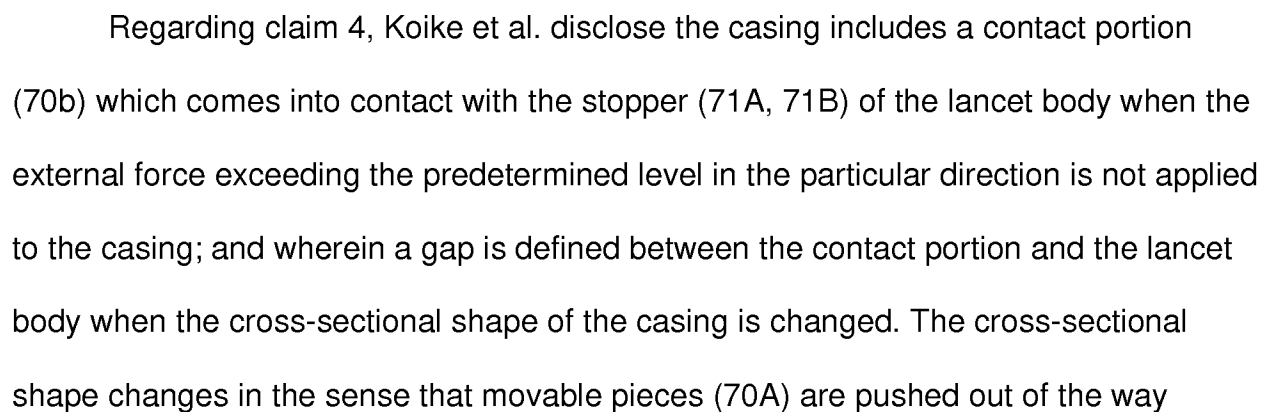 Regarding claim 4, Koike et al. disclose the casing includes a contact portion
(70b) which comes into contact with the stopper (71A, 71B) of the lancet body when the
external force exceeding the predetermined level in the particular direction is not applied
to the casing; and wherein a gap is defined between the contact portion and the lancet
body when the cross-sectional shape of the casing is changed. The cross-sectional
shape changes in the sense that movable pieces (70A) are pushed out of the way